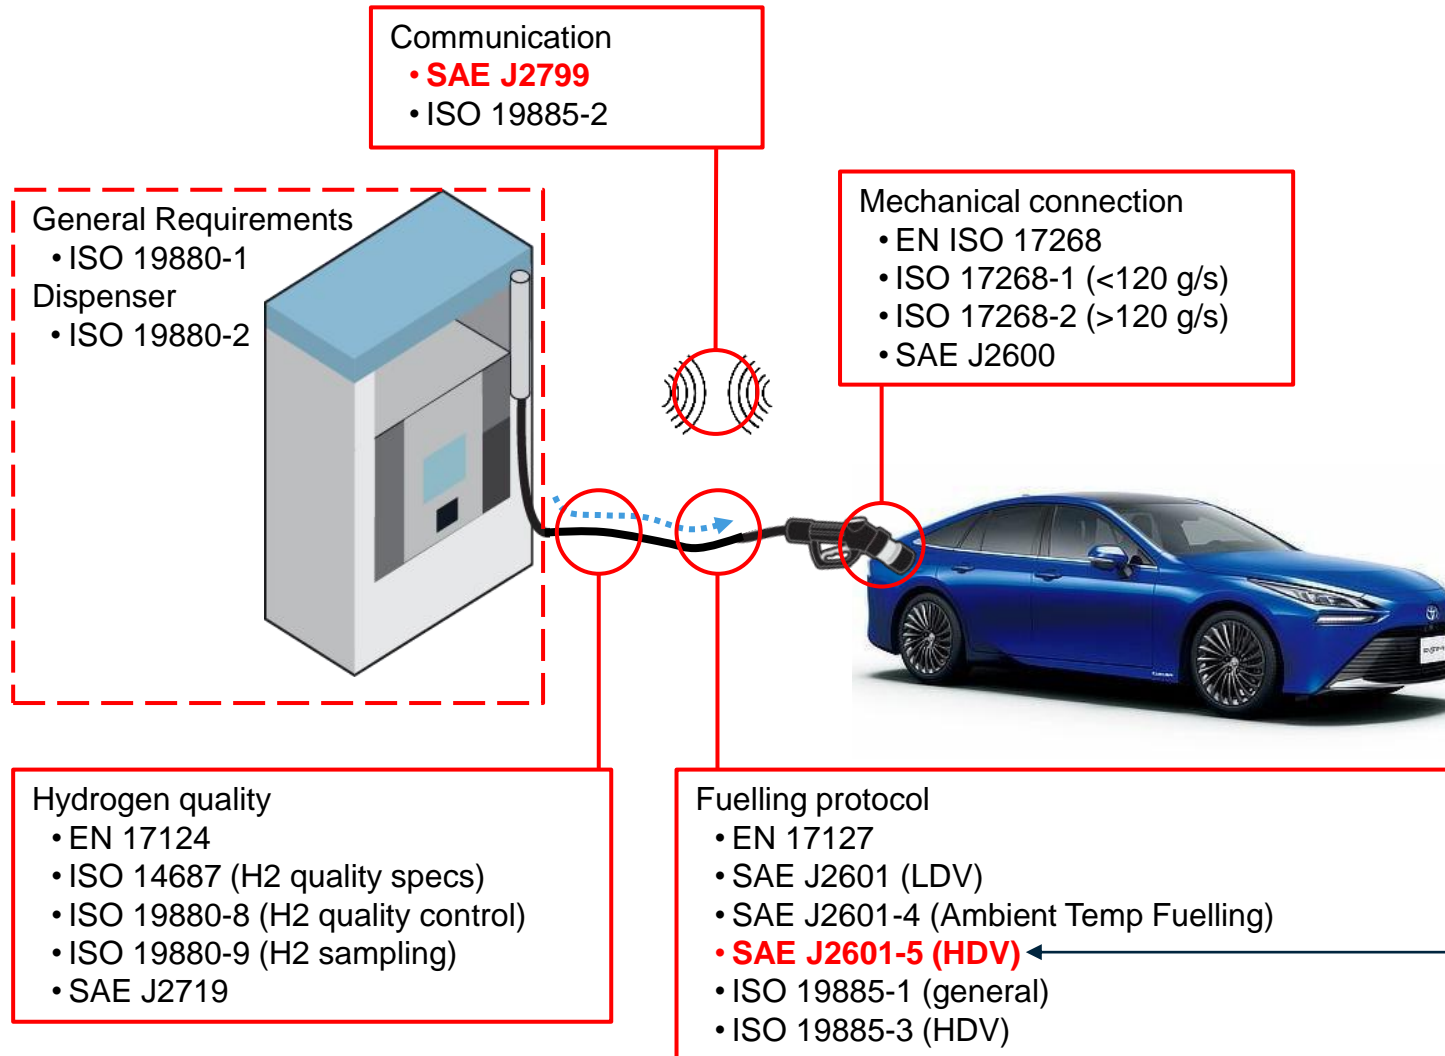 Communication
• SAE J2799
• ISO 19885-2
General Requirements
• ISO 19880-1
Dispenser
• ISO 19880-2
Mechanical connection
• EN ISO 17268
• ISO 17268-1 (<120 g/s)
• ISO 17268-2 (>120 g/s)
• SAE J2600
Hydrogen quality
• EN 17124
• ISO 14687 (H2 quality specs)
• ISO 19880-8 (H2 quality control)
• ISO 19880-9 (H2 sampling)
• SAE J2719
Fuelling protocol
• EN 17127
• SAE J2601 (LDV)
• SAE J2601-4 (Ambient Temp Fuelling)
• SAE J2601-5 (HDV)
• ISO 19885-1 (general)
• ISO 19885-3 (HDV)